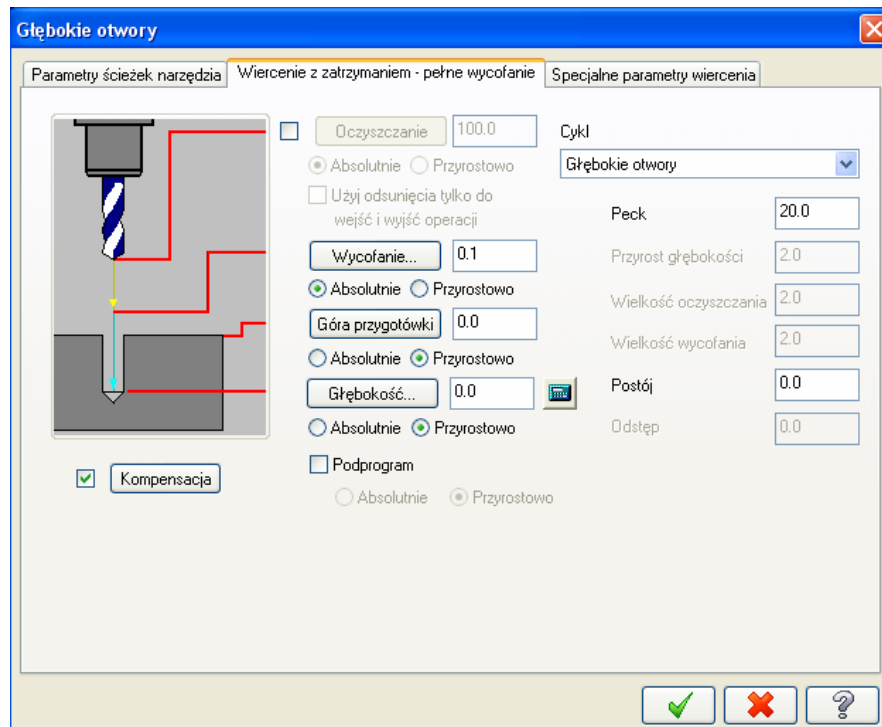 Głębokie otwory
Parametry ścieżek narzędzia
Wiercenie z zatrzymaniem - pełne wycofanie
Specjalne parametry wiercenia
Oczyszczanie 100.0
Absolutnie Przyrostowo
Użyj odsunięcia tylko do
wejść i wyjść operacji
Wycofanie... 0.1
Absolutnie Przyrostowo
Góra przygotówki 0.0
Absolutnie Przyrostowo
Głębokość... 0.0
Absolutnie Przyrostowo
Podprogram
Absolutnie Przyrostowo
Kompensacja
Cykl
Głębokie otwory
Peck 20.0
Przyrost głębokości 2.0
Wielkość oczyszczania 2.0
Wielkość wycofania 2.0
Postój 0.0
Odstęp 0.0